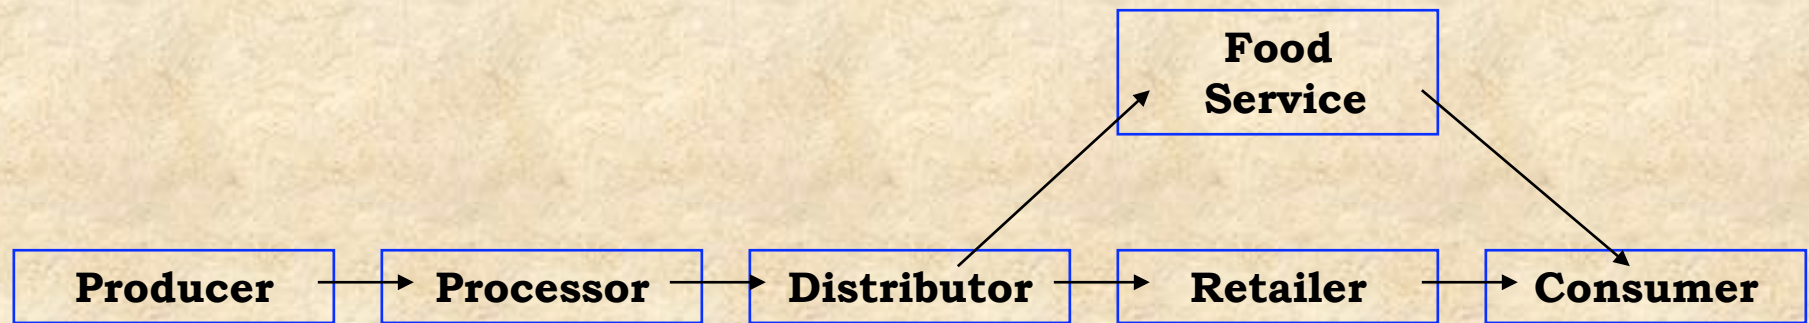 Food
Service
Producer
Processor
Distributor
Retailer
Consumer